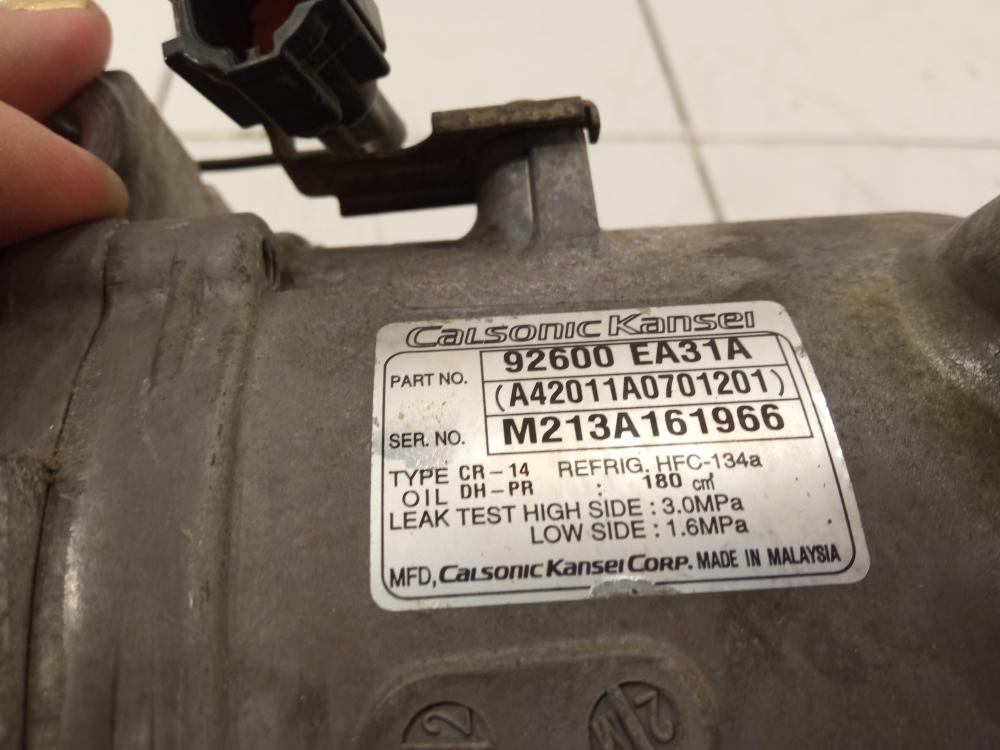 Calsonic Kansei
PART NO. 92600 EA31A
(A42011A0701201)
SER. NO. M213A161966
TYPE CR-14 REFRIG. HFC-134a
OIL DH-PR : 180 cm³
LEAK TEST HIGH SIDE : 3.0MPa
LOW SIDE : 1.6MPa
MFD, Calsonic Kansei Corp. MADE IN MALAYSIA
2